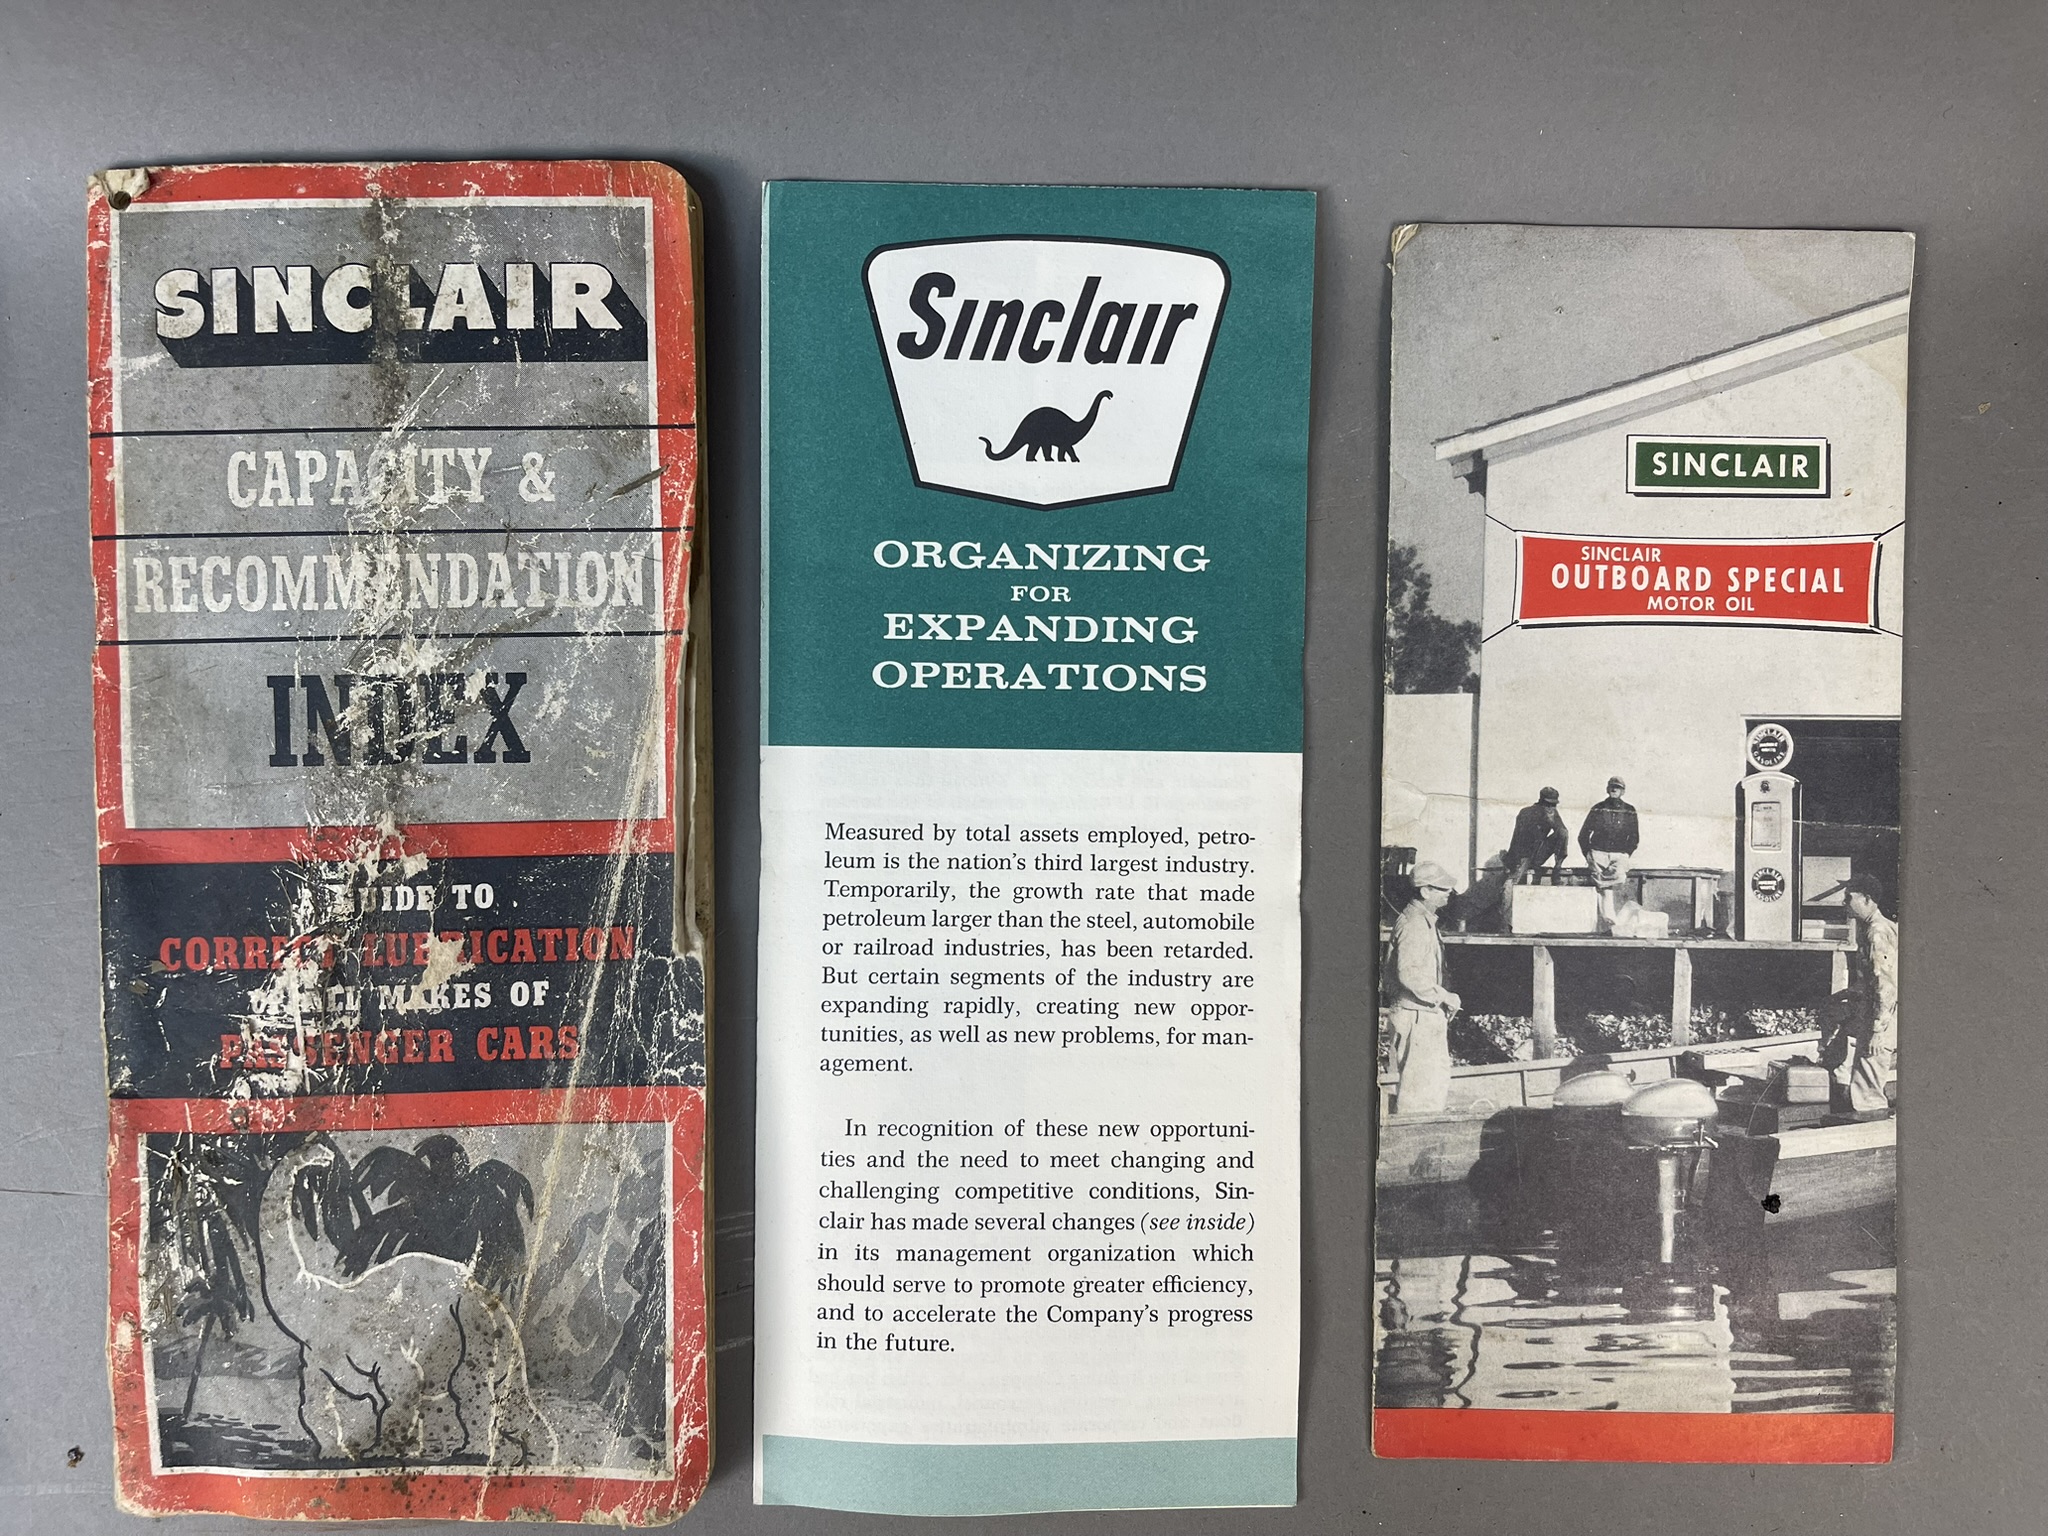 SINCLAIR
CAPACITY &
RECOMMENDATION
INDEX
GUIDE TO
CORRECT LUBRICATION
OF ALL MAKES OF
PASSENGER CARS
Sinclair
ORGANIZING
FOR
EXPANDING
OPERATIONS
Measured by total assets employed, petro-
leum is the nation's third largest industry.
Temporarily, the growth rate that made
petroleum larger than the steel, automobile
or railroad industries, has been retarded.
But certain segments of the industry are
expanding rapidly, creating new oppor-
tunities, as well as new problems, for man-
agement.
In recognition of these new opportuni-
ties and the need to meet changing and
challenging competitive conditions, Sin-
clair has made several changes (see inside)
in its management organization which
should serve to promote greater efficiency,
and to accelerate the Company's progress
in the future.
SINCLAIR
SINCLAIR
OUTBOARD SPECIAL
MOTOR OIL
SINCLAIR
GASOLINE
SINCLAIR
GASOLINE